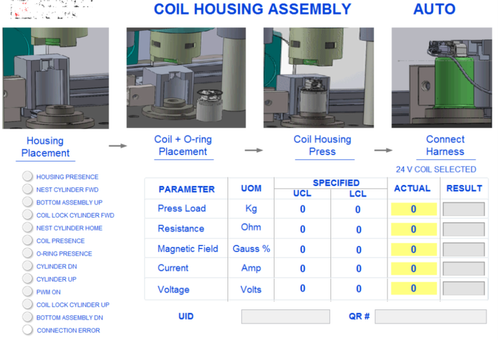 COIL HOUSING ASSEMBLY
AUTO
Housing Placement
Coil + O-ring Placement
Coil Housing Press
Connect Harness
24 V COIL SELECTED
HOUSING PRESENCE
NEST CYLINDER FWD
BOTTOM ASSEMBLY UP
COIL LOCK CYLINDER FWD
NEST CYLINDER HOME
COIL PRESENCE
O-RING PRESENCE
CYLINDER DN
CYLINDER UP
PWM ON
COIL LOCK CYLINDER UP
BOTTOM ASSEMBLY DN
CONNECTION ERROR
PARAMETER UOM SPECIFIED ACTUAL RESULT
UCL LCL
Press Load Kg 0 0 0
Resistance Ohm 0 0 0
Magnetic Field Gauss % 0 0 0
Current Amp 0 0 0
Voltage Volts 0 0 0
UID QR #